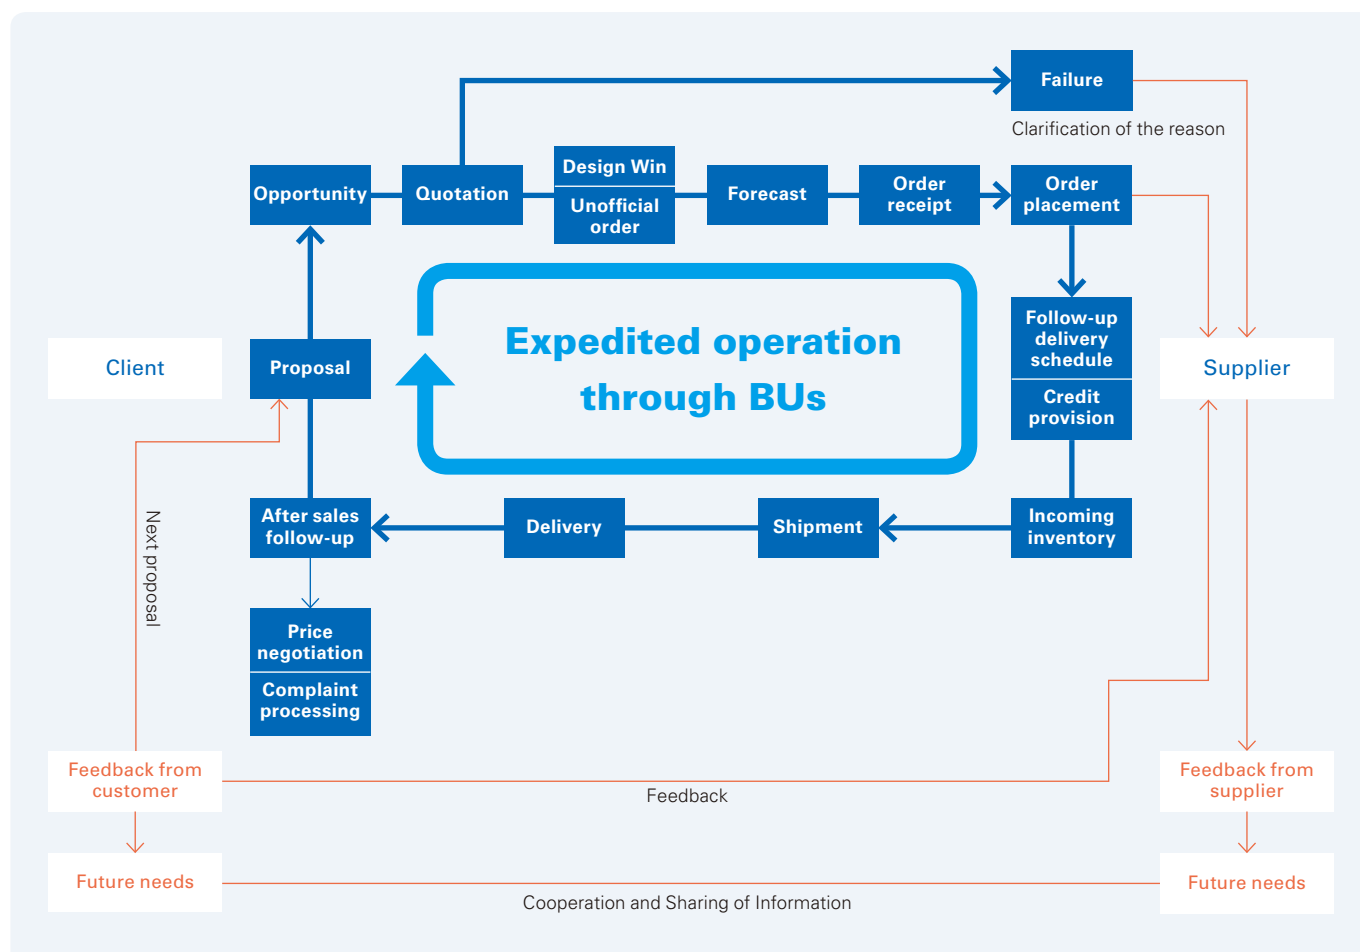 Failure
Clarification of the reason
Opportunity
Quotation
Design Win
Unofficial
order
Forecast
Order
receipt
Order
placement
Expedited operation
through BUs
Follow-up
delivery
schedule
Credit
provision
Client
Proposal
Supplier
After sales
follow-up
Delivery
Shipment
Incoming
inventory
Next proposal
Price
negotiation
Complaint
processing
Feedback from
customer
Feedback
Feedback from
supplier
Future needs
Cooperation and Sharing of Information
Future needs